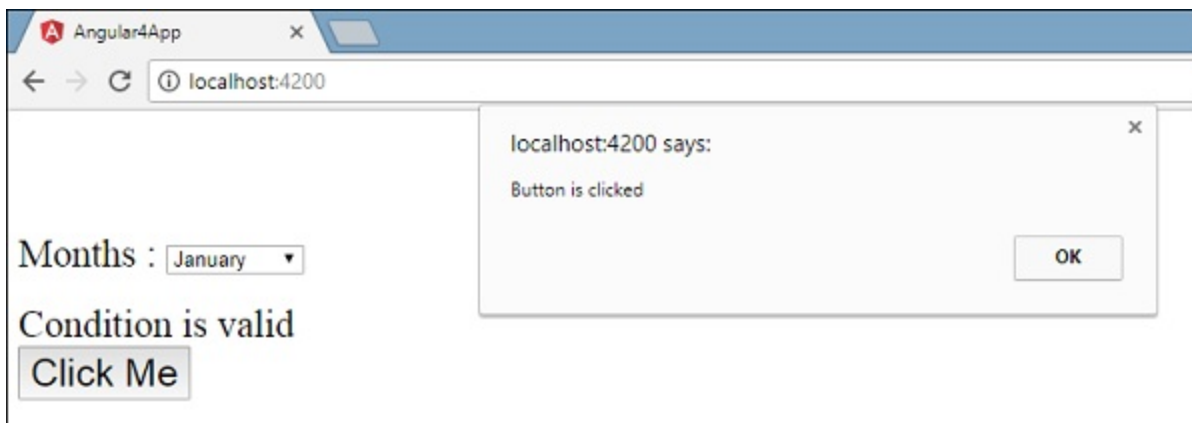 Angular4App
localhost:4200
localhost:4200 says:
Button is clicked
OK
Months : January
Condition is valid
Click Me